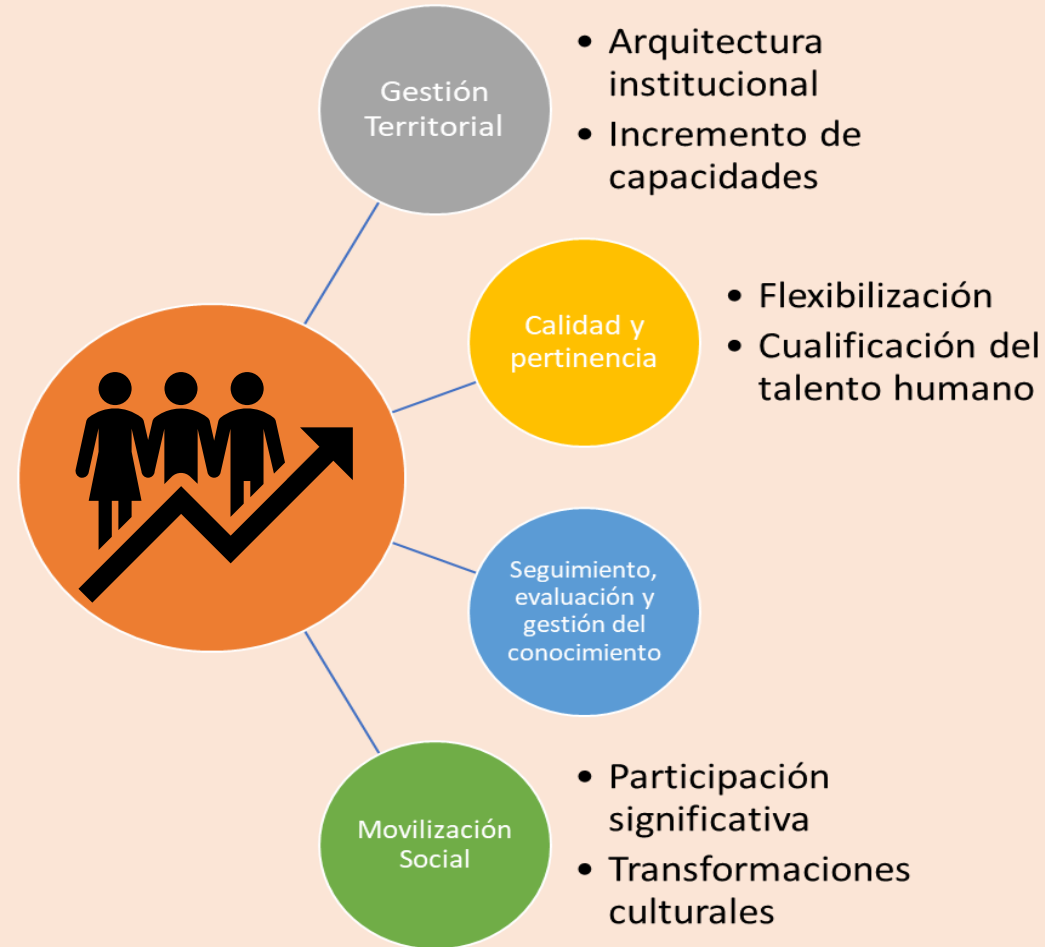 Gestión
Territorial
• Arquitectura
institucional
• Incremento de
capacidades
Calidad y
pertinencia
• Flexibilización
• Cualificación del
talento humano
Seguimiento,
evaluación y
gestión del
conocimiento
Movilización
Social
• Participación
significativa
• Transformaciones
culturales